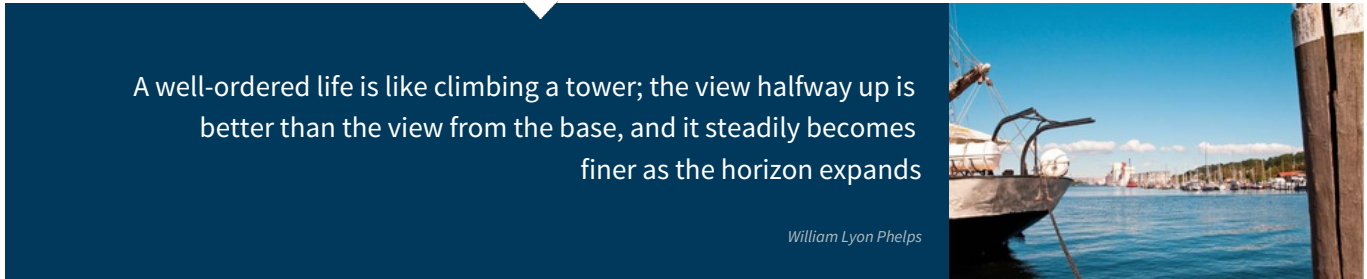 A well-ordered life is like climbing a tower; the view halfway up is
better than the view from the base, and it steadily becomes
finer as the horizon expands
William Lyon Phelps